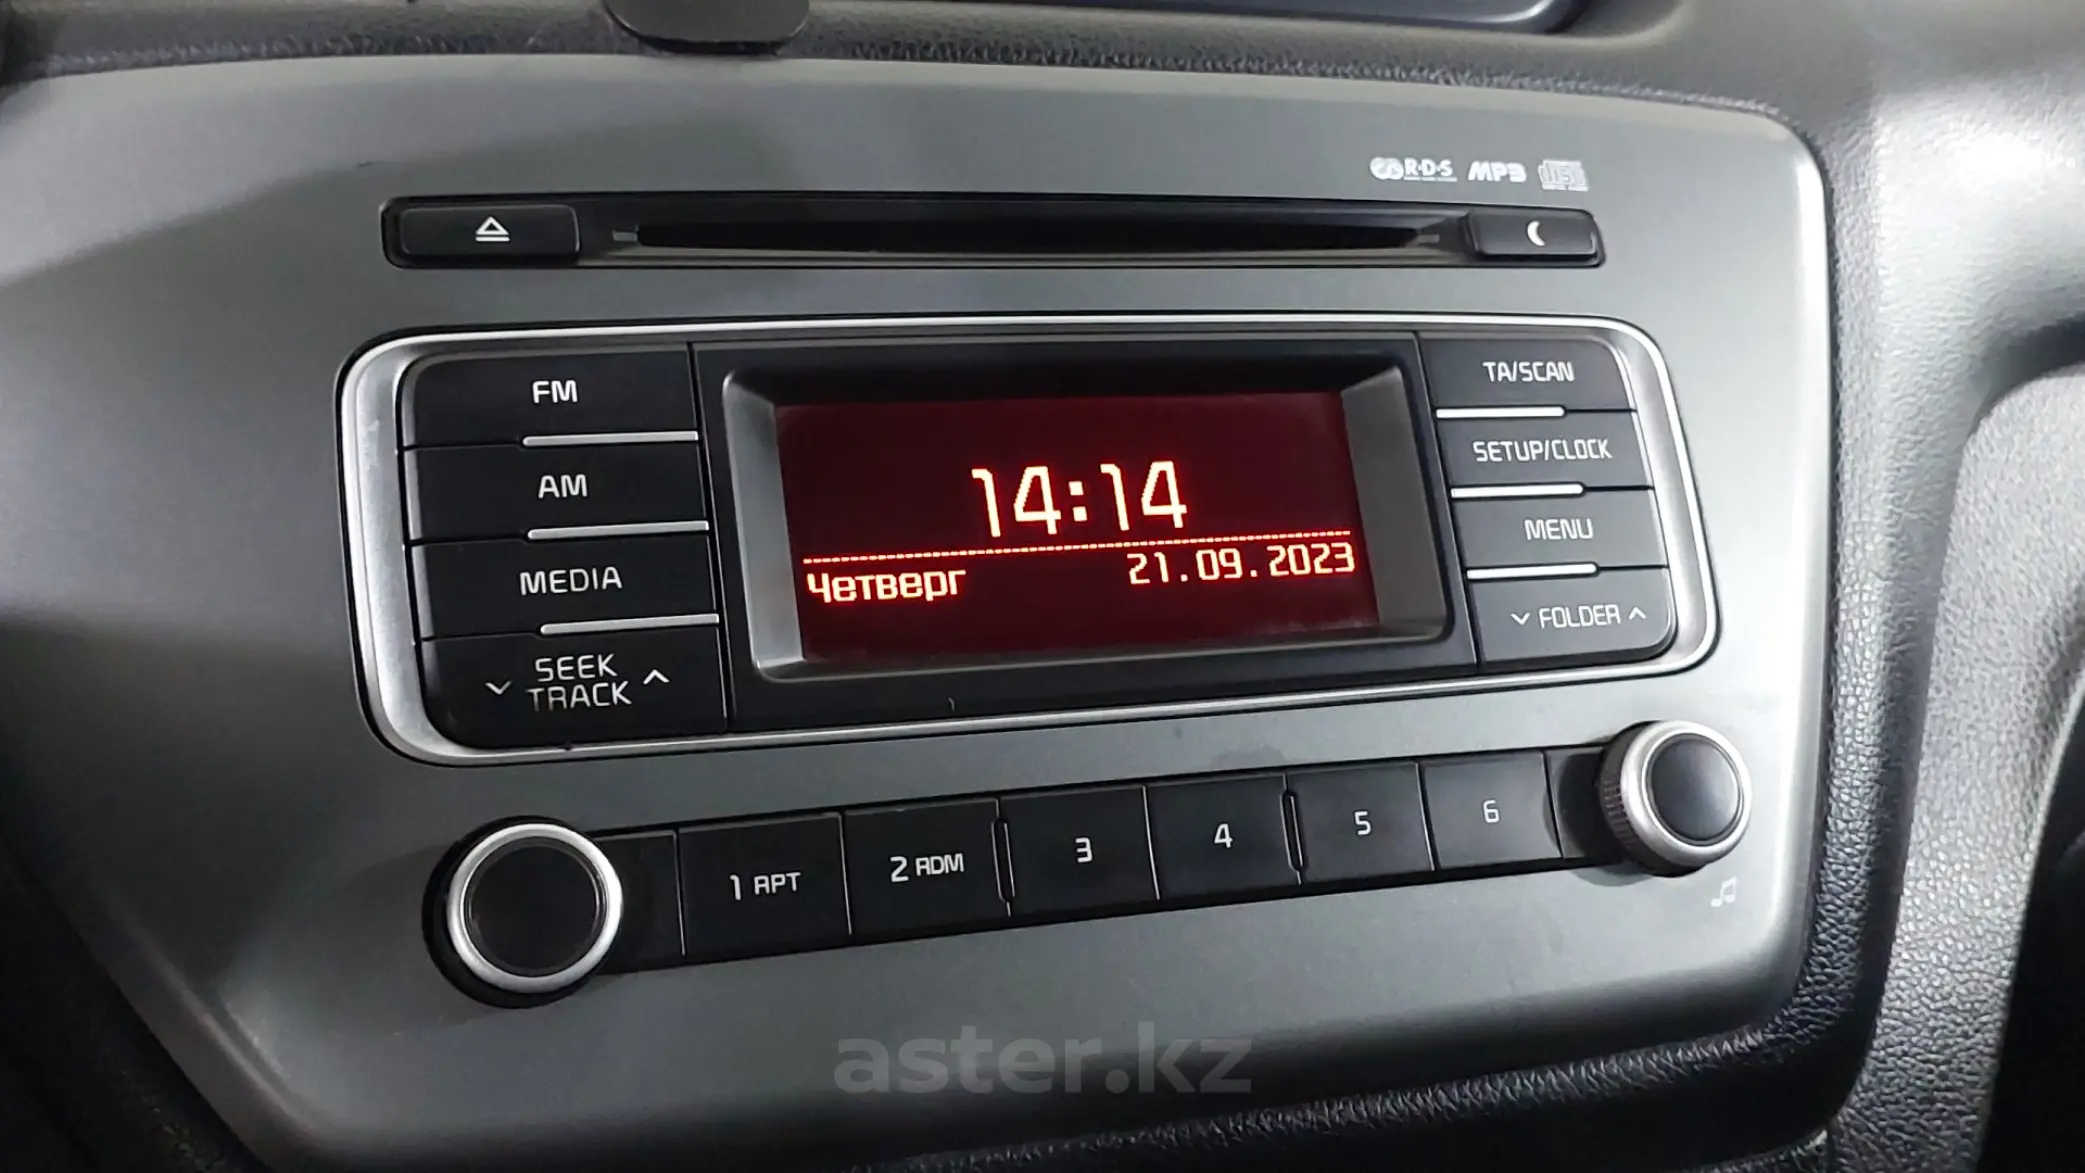 R·D·S MP3
FM
AM
MEDIA
SEEK
TRACK
14:14
Четверг 21.09.2023
TA/SCAN
SETUP/CLOCK
MENU
FOLDER
1 RPT
2 RDM
3
4
5
6
aster.kz